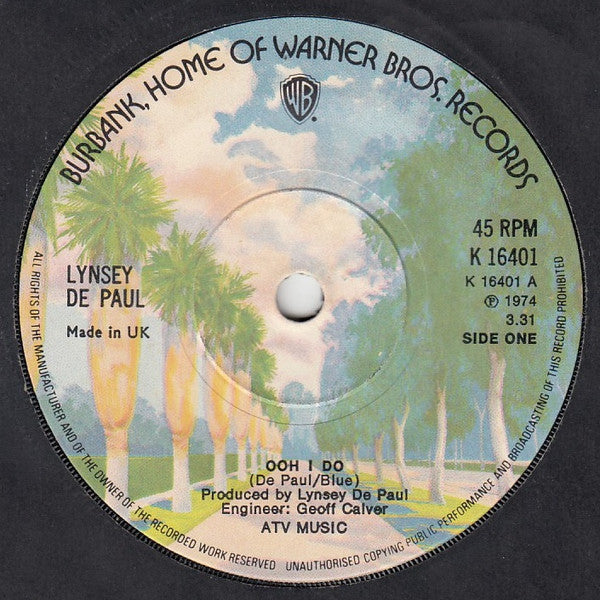 BURBANK, HOME OF WARNER BROS. RECORDS
WB
45 RPM
K 16401
K 16401 A
℗ 1974
3.31
SIDE ONE
LYNSEY
DE PAUL
Made in UK
OOH I DO
(De Paul/Blue)
Produced by Lynsey De Paul
Engineer: Geoff Calver
ATV MUSIC
ALL RIGHTS OF THE MANUFACTURER AND OF THE OWNER OF THE RECORDED WORK RESERVED UNAUTHORISED COPYING PUBLIC PERFORMANCE AND BROADCASTING OF THIS RECORD PROHIBITED